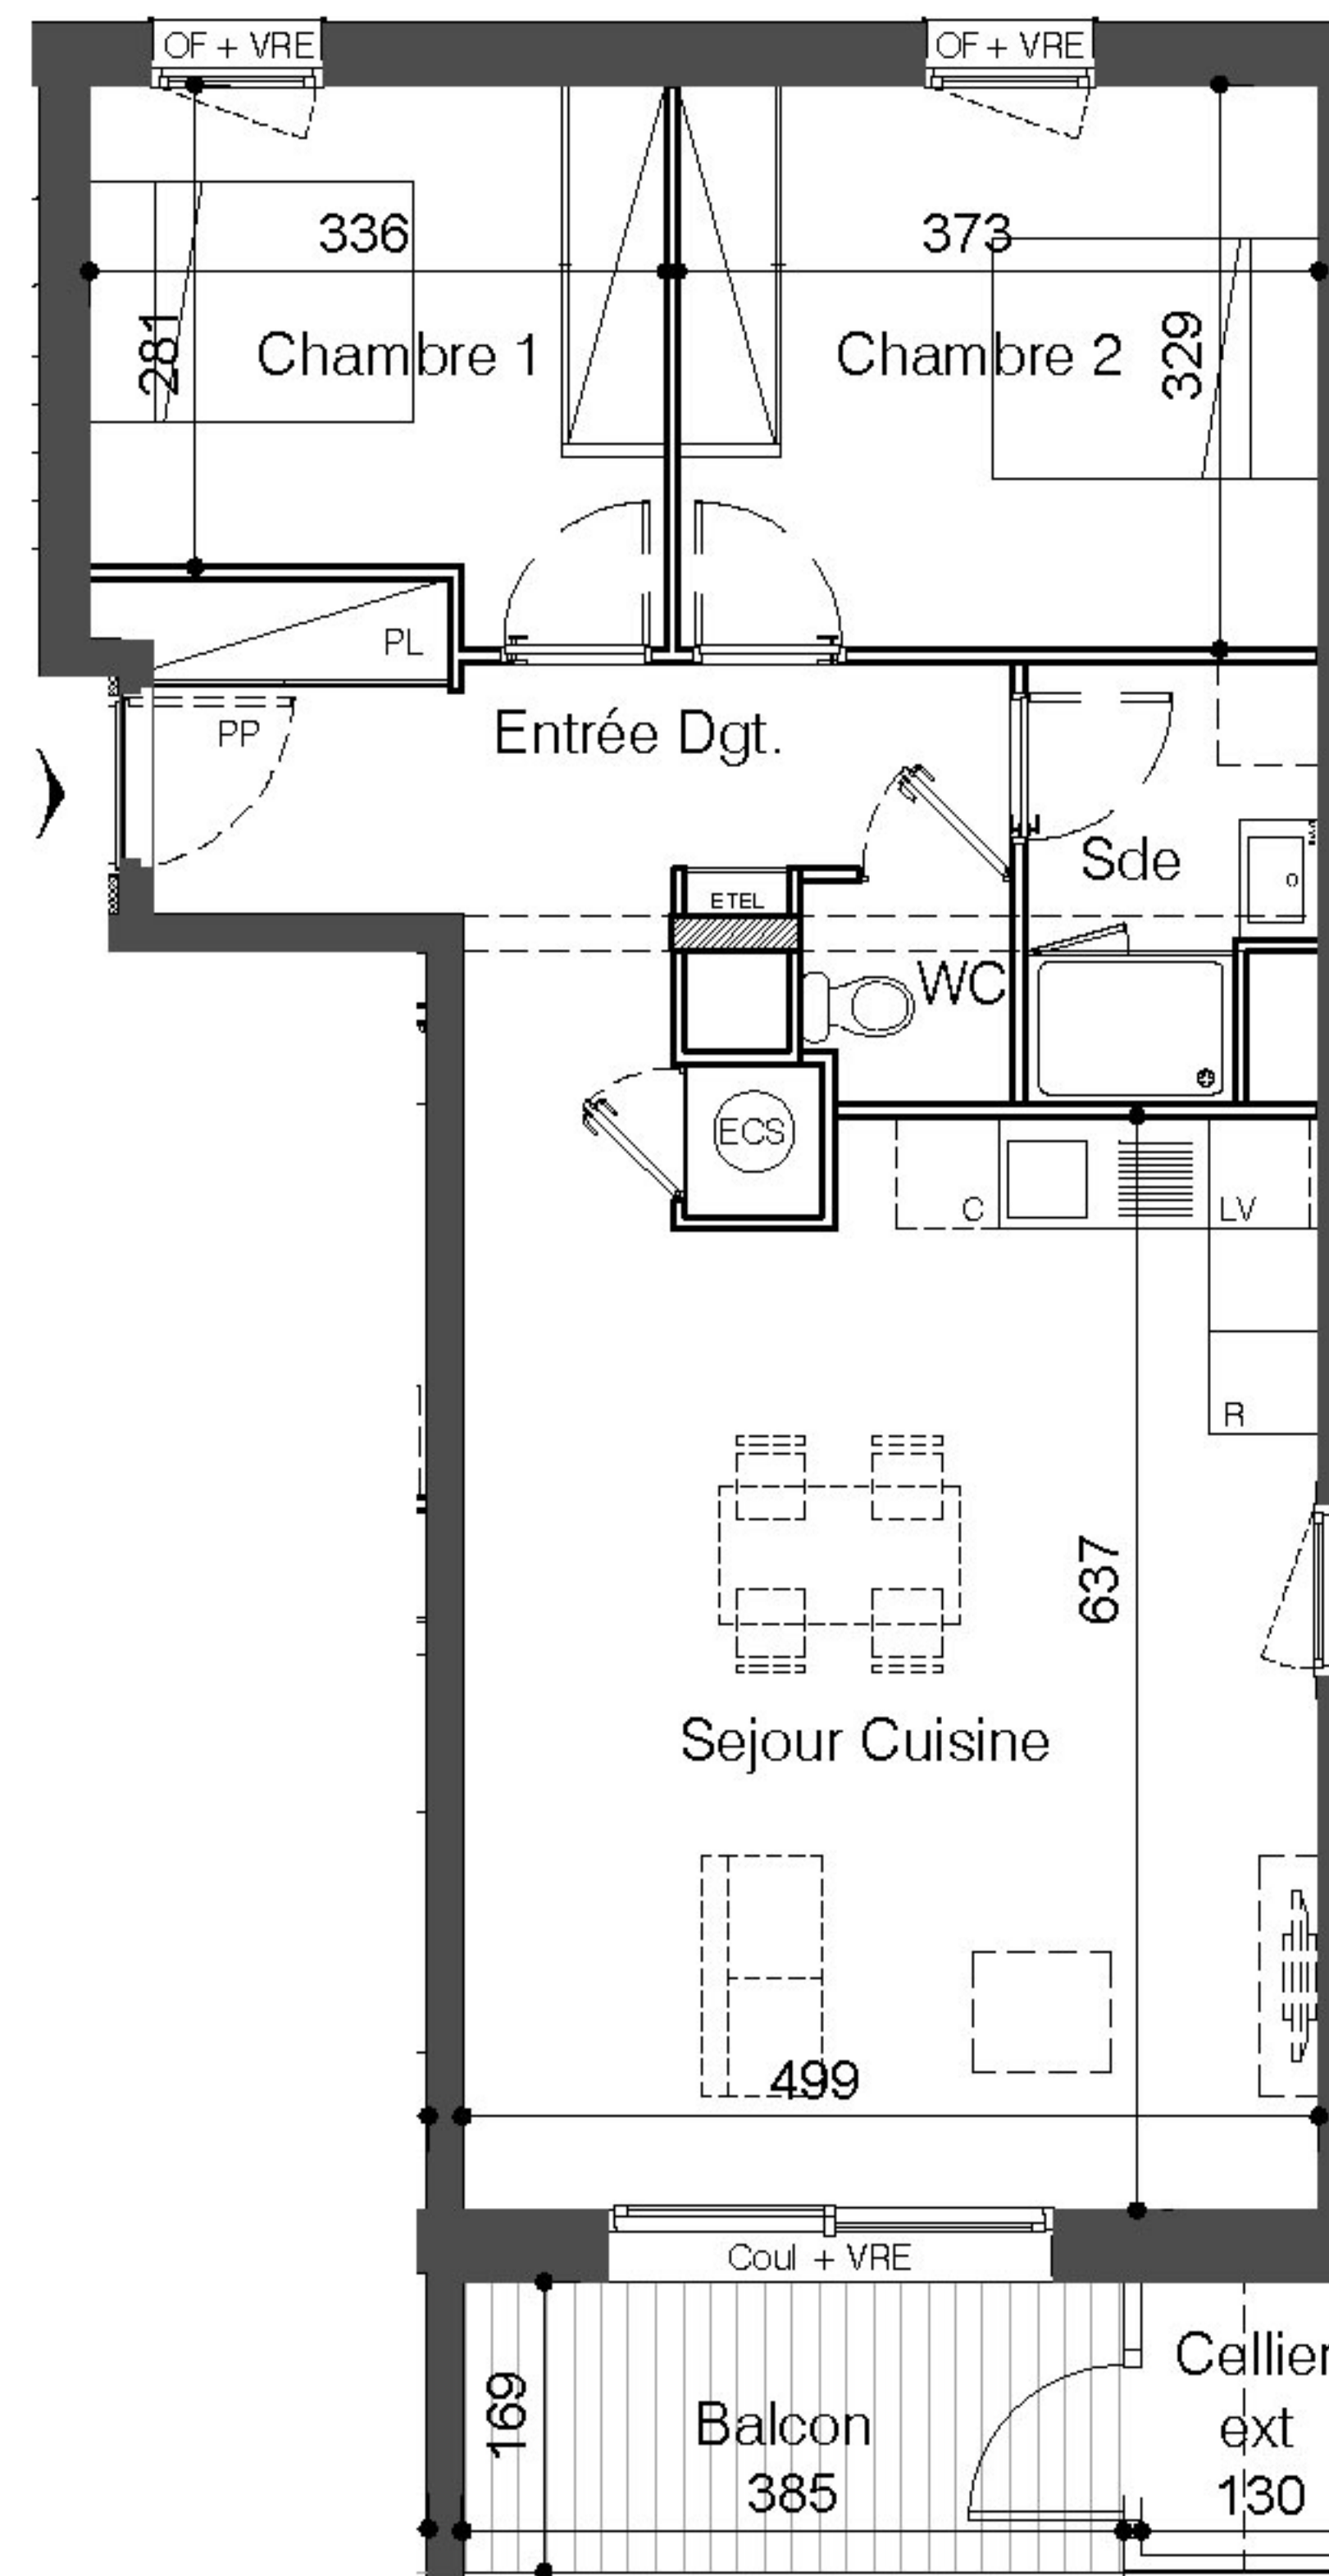 OF + VRE
OF + VRE
336
373
281
Chambre 1
Chambre 2
329
PL
PP
Entrée Dgt.
Sde
ETEL
WC
ECS
C
LV
R
637
Sejour Cuisine
499
Coul + VRE
169
Balcon
385
Cellier
ext
130